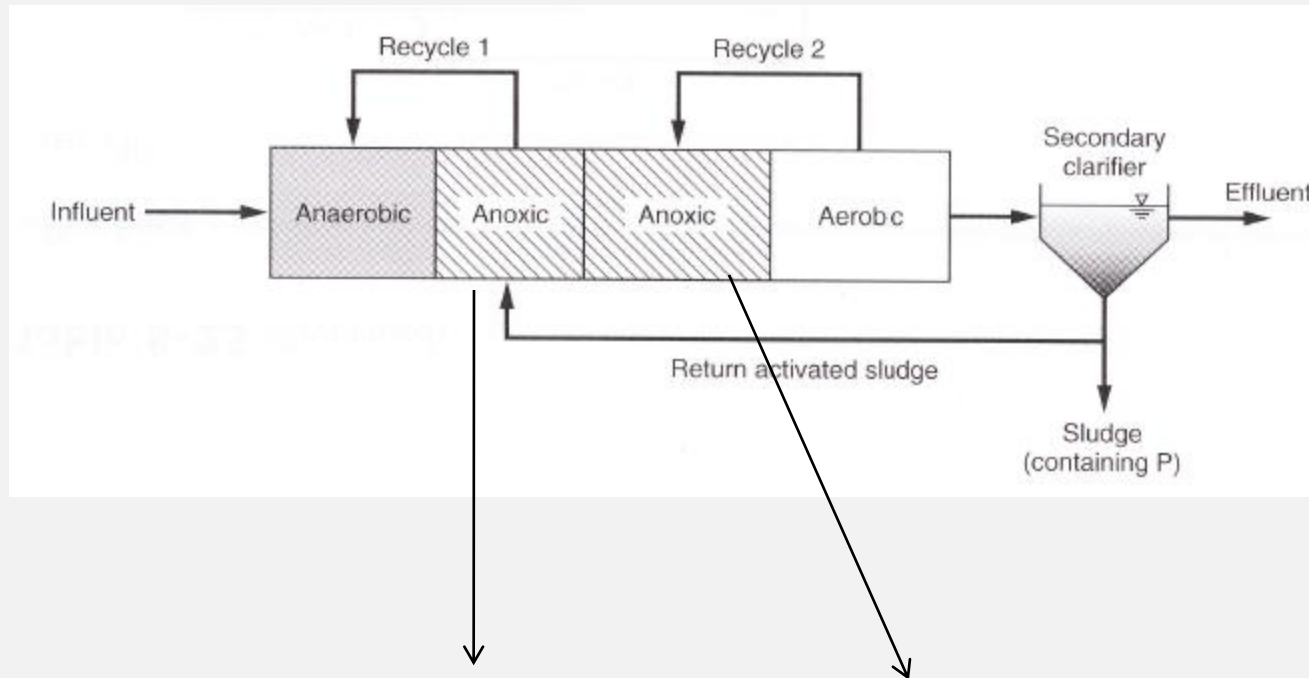 Recycle 1
Recycle 2
Secondary
clarifier
Influent
Anaerobic
Anoxic
Anoxic
Aerob c
Effluent
Return activated sludge
Sludge
(containing P)